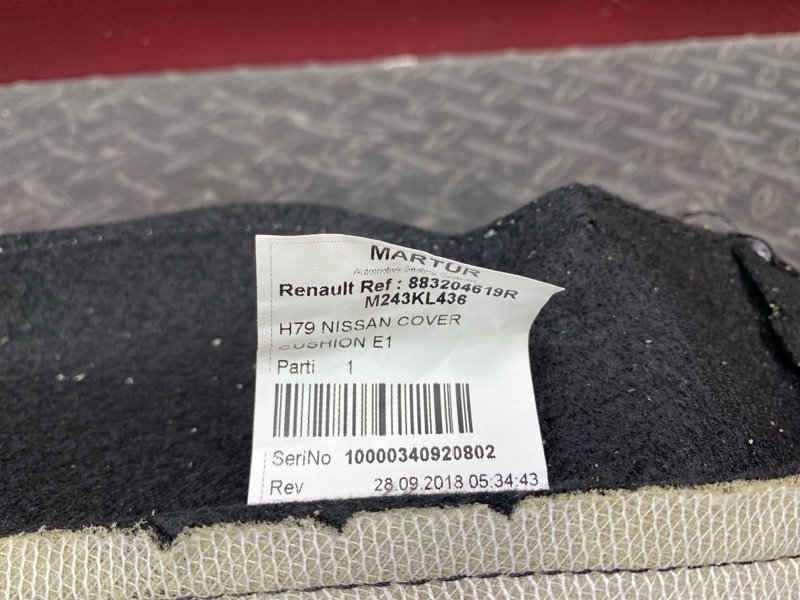 MARTUR
Automotive Seating Systems
Renault Ref : 883204619R
M243KL436
H79 NISSAN COVER
CUSHION E1
Parti 1
SeriNo 10000340920802
Rev 28.09.2018 05:34:43